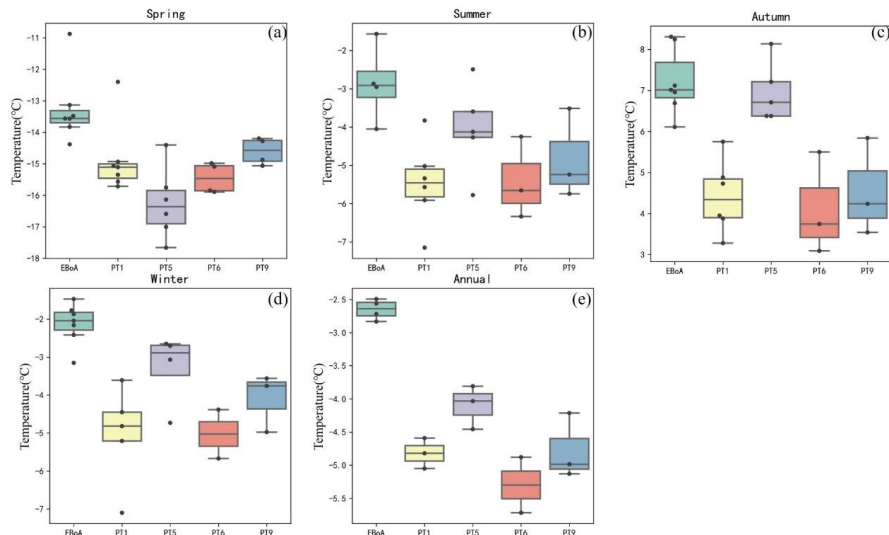 Spring
(a)
Temperature(℃)
-11
-12
-13
-14
-15
-16
-17
-18
EBoA PT1 PT5 PT6 PT9
Summer
(b)
Temperature(℃)
-2
-3
-4
-5
-6
-7
EBoA PT1 PT5 PT6 PT9
Autumn
(c)
Temperature(℃)
8
7
6
5
4
3
EBoA PT1 PT5 PT6 PT9
Winter
(d)
Temperature(℃)
-2
-3
-4
-5
-6
-7
EBoA PT1 PT5 PT6 PT9
Annual
(e)
Temperature(℃)
-2.5
-3.0
-3.5
-4.0
-4.5
-5.0
-5.5
EBoA PT1 PT5 PT6 PT9